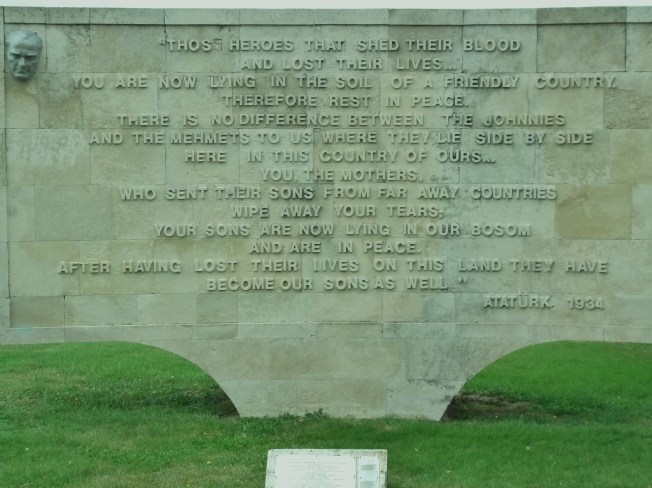 "THOS HEROES THAT SHED THEIR BLOOD
AND LOST THEIR LIVES...
YOU ARE NOW LYING IN THE SOIL OF A FRIENDLY COUNTRY.
THEREFORE REST IN PEACE.
THERE IS NO DIFFERENCE BETWEEN THE JOHNNIES
AND THE MEHMETS TO US WHERE THEY LIE SIDE BY SIDE
HERE IN THIS COUNTRY OF OURS...
YOU, THE MOTHERS,
WHO SENT THEIR SONS FROM FAR AWAY COUNTRIES
WIPE AWAY YOUR TEARS;
YOUR SONS ARE NOW LYING IN OUR BOSOM
AND ARE IN PEACE.
AFTER HAVING LOST THEIR LIVES ON THIS LAND THEY HAVE
BECOME OUR SONS AS WELL."
ATATÜRK. 1934